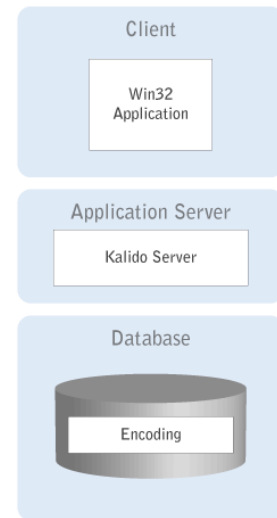 Client
Win32
Application
Application Server
Kalido Server
Database
Encoding